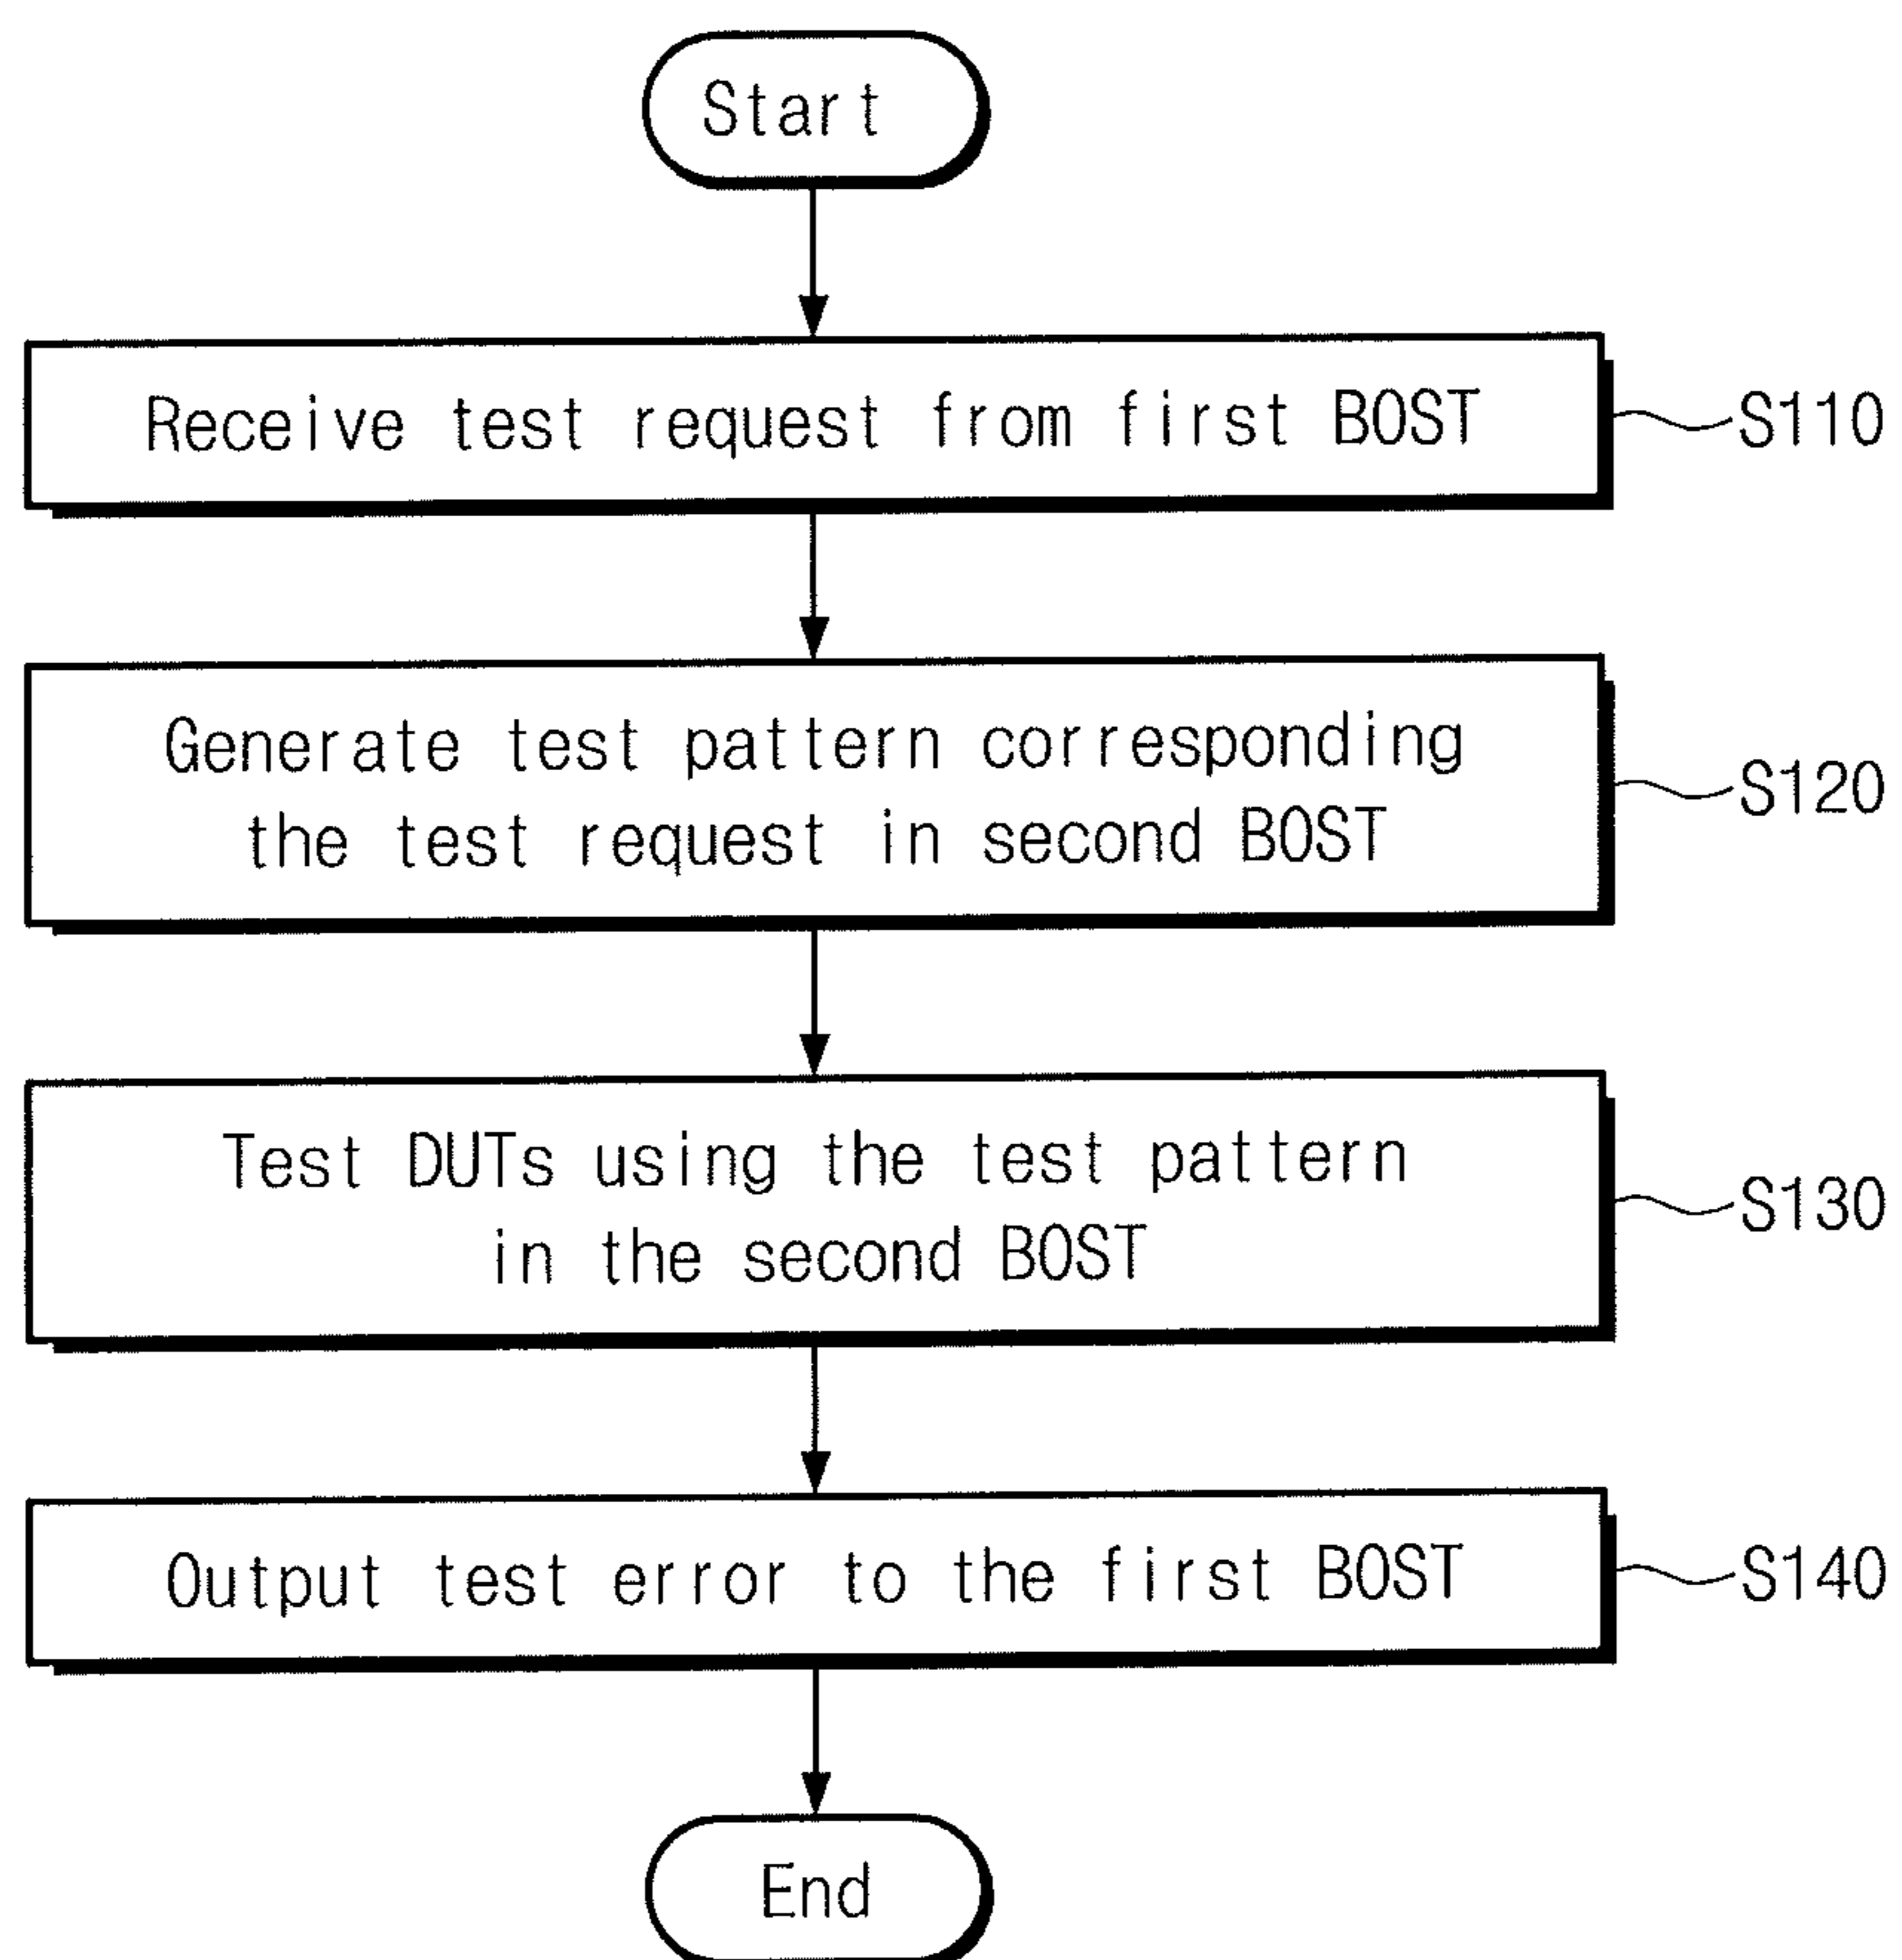 Start
Receive test request from first BOST
S110
Generate test pattern corresponding
the test request in second BOST
S120
Test DUTs using the test pattern
in the second BOST
S130
Output test error to the first BOST
S140
End